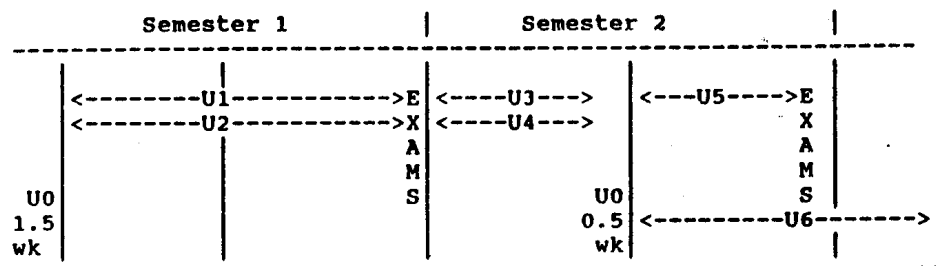 Semester 1 | Semester 2 |
------------------------------------------------------------
| | | | |
|<--------U1------------->E|<----U3---> |<---U5---->E
|<--------U2------------->X|<----U4---> | X
| | A| | A |
| | M| | M |
U0| | S| U0| S |
1.5| | | 0.5|<---------U6------->
wk | | | wk| |